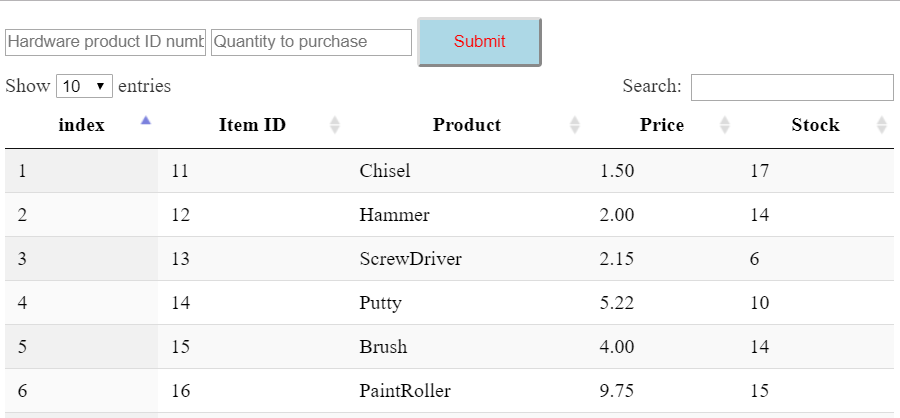 Hardware product ID numb Quantity to purchase Submit
Show 10 entries Search:
index Item ID Product Price Stock
1 11 Chisel 1.50 17
2 12 Hammer 2.00 14
3 13 ScrewDriver 2.15 6
4 14 Putty 5.22 10
5 15 Brush 4.00 14
6 16 PaintRoller 9.75 15